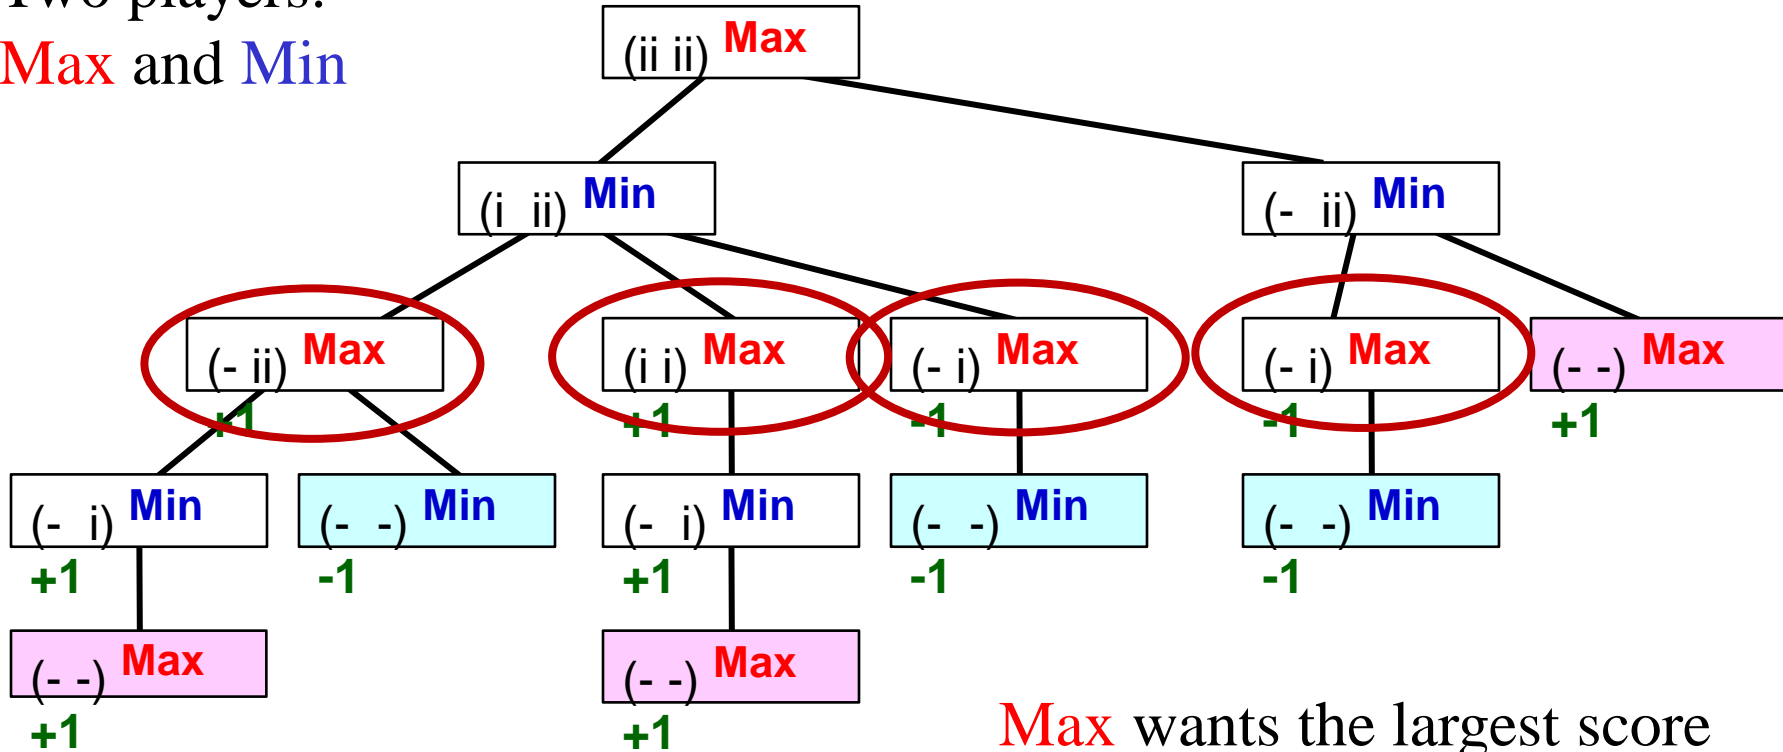 Two players:
Max and Min
(ii ii) Max
(i ii) Min
(- ii) Min
(- ii) Max
(i i) Max
(- i) Max
(- i) Max
(- -) Max
+1
+1
-1
-1
+1
(- i) Min
(- -) Min
(- i) Min
(- -) Min
(- -) Min
+1
-1
+1
-1
-1
(- -) Max
(- -) Max
+1
+1
Max wants the largest score